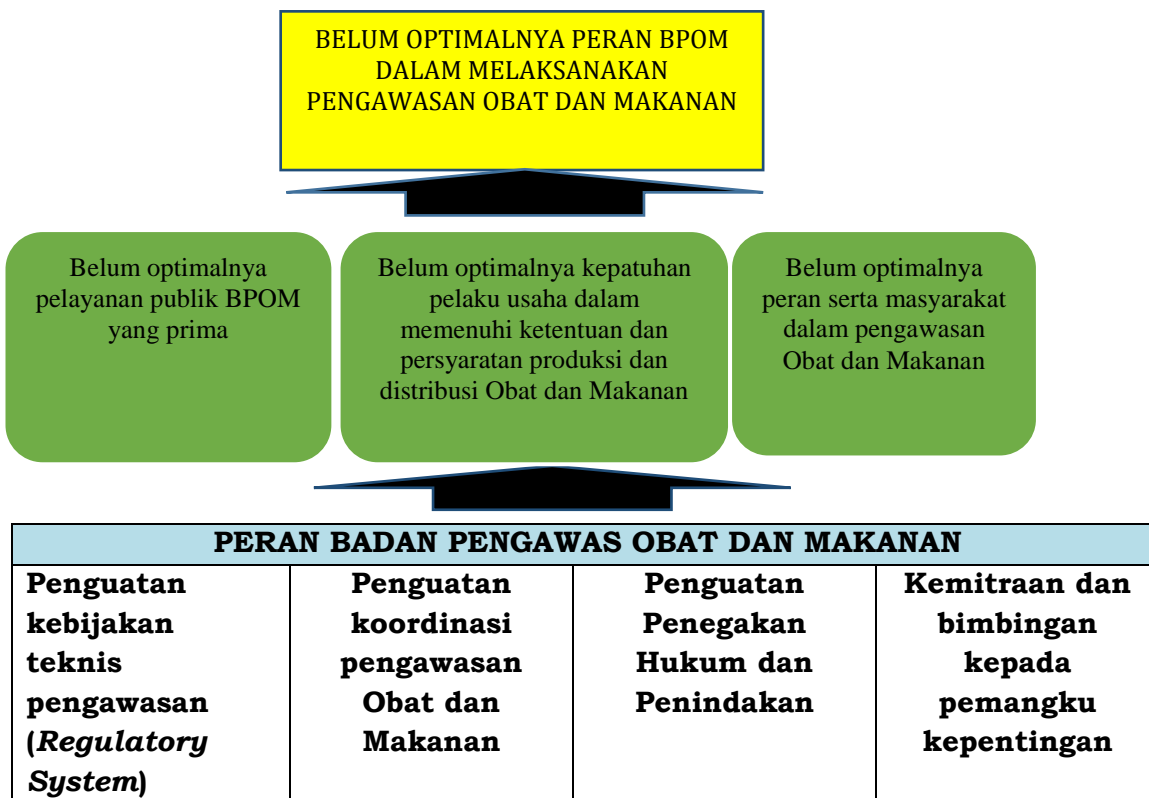 BELUM OPTIMALNYA PERAN BPOM
DALAM MELAKSANAKAN
PENGAWASAN OBAT DAN MAKANAN
Belum optimalnya
pelayanan publik BPOM
yang prima
Belum optimalnya kepatuhan
pelaku usaha dalam
memenuhi ketentuan dan
persyaratan produksi dan
distribusi Obat dan Makanan
Belum optimalnya
peran serta masyarakat
dalam pengawasan
Obat dan Makanan
PERAN BADAN PENGAWAS OBAT DAN MAKANAN
Penguatan
kebijakan
teknis
pengawasan
(Regulatory
System)
Penguatan
koordinasi
pengawasan
Obat dan
Makanan
Penguatan
Penegakan
Hukum dan
Penindakan
Kemitraan dan
bimbingan
kepada
pemangku
kepentingan